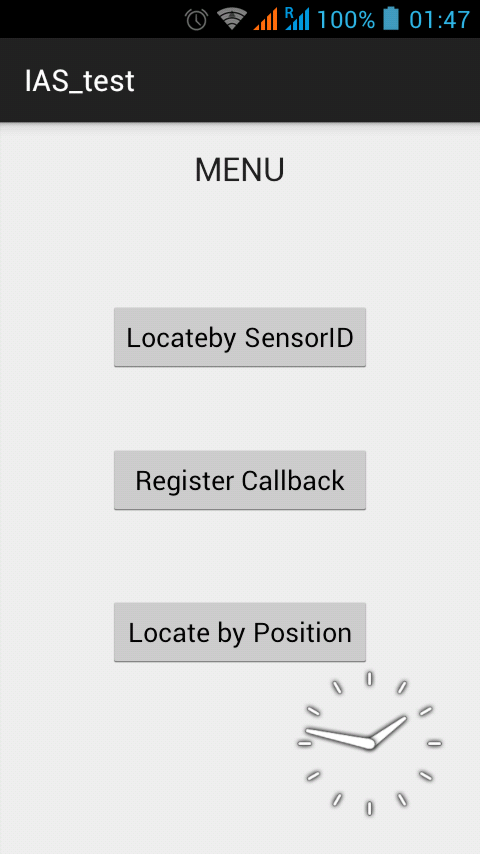 R 100% 01:47
IAS_test
MENU
Locateby SensorID
Register Callback
Locate by Position